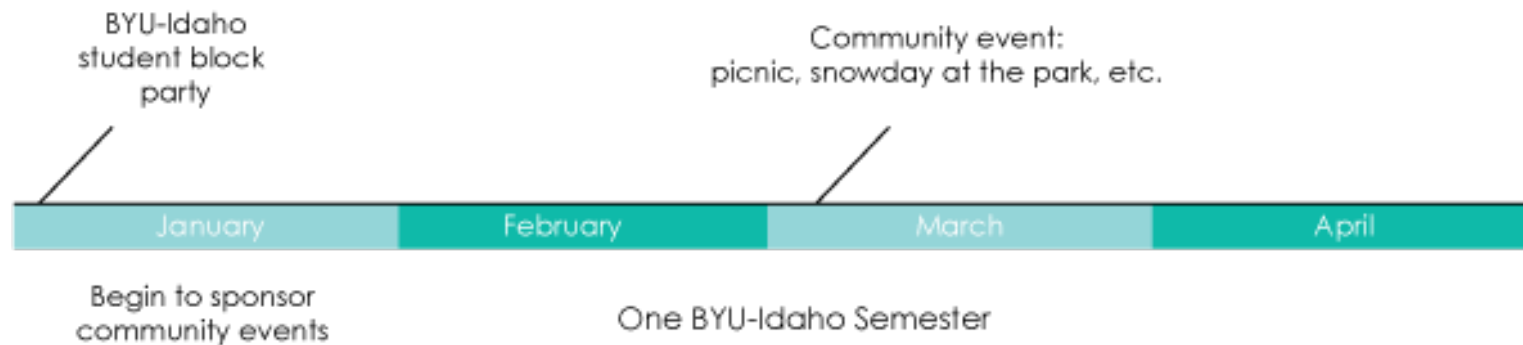 BYU-Idaho
student block
party
Community event:
picnic, snowday at the park, etc.
January
February
March
April
Begin to sponsor
community events
One BYU-Idaho Semester